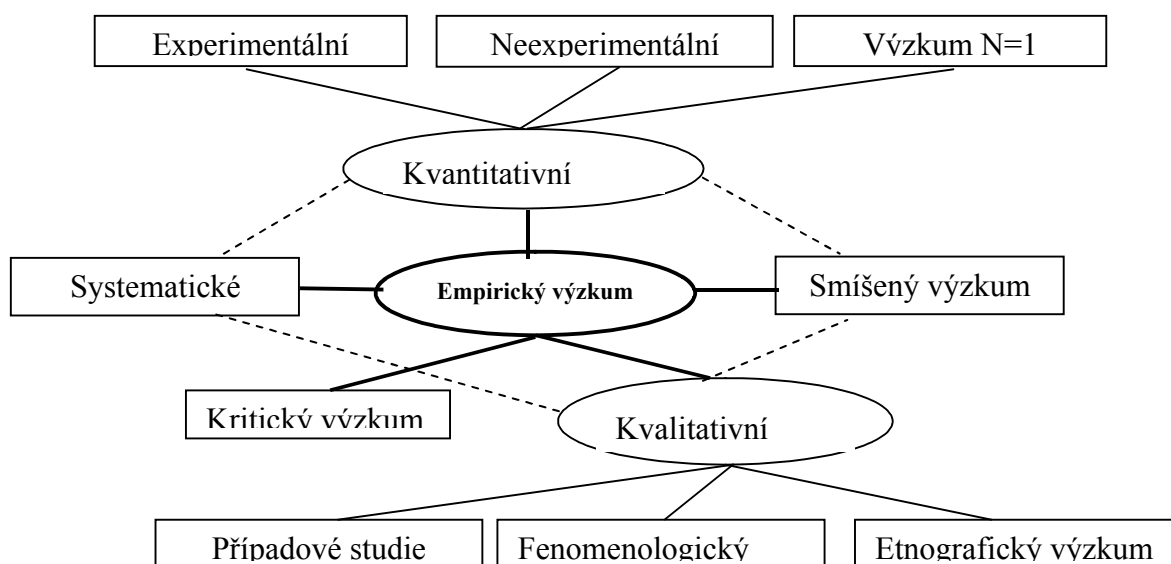 Experimentální
Neexperimentální
Výzkum N=1
Kvantitativní
Systematické
Empirický výzkum
Smíšený výzkum
Kritický výzkum
Kvalitativní
Případové studie
Fenomenologický
Etnografický výzkum